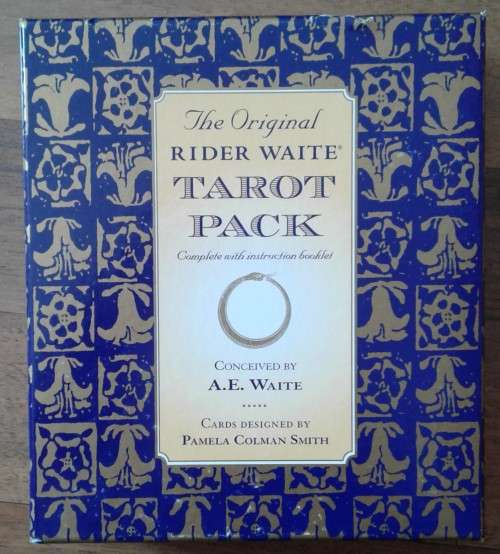 The Original
RIDER WAITE®
TAROT
PACK
Complete with instruction booklet
CONCEIVED BY
A.E. WAITE
.....
CARDS DESIGNED BY
PAMELA COLMAN SMITH